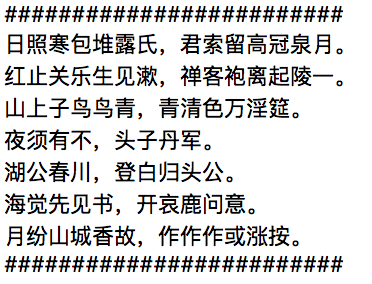 ##########################
日照寒包堆露氏，君索留高冠泉月。
红止关乐生见漱，禅客袍离起陵一。
山上子鸟鸟青，青清色万淫筵。
夜须有不，头子丹军。
湖公春川，登白归头公。
海觉先见书，开哀鹿问意。
月纷山城香故，作作作或涨按。
##########################